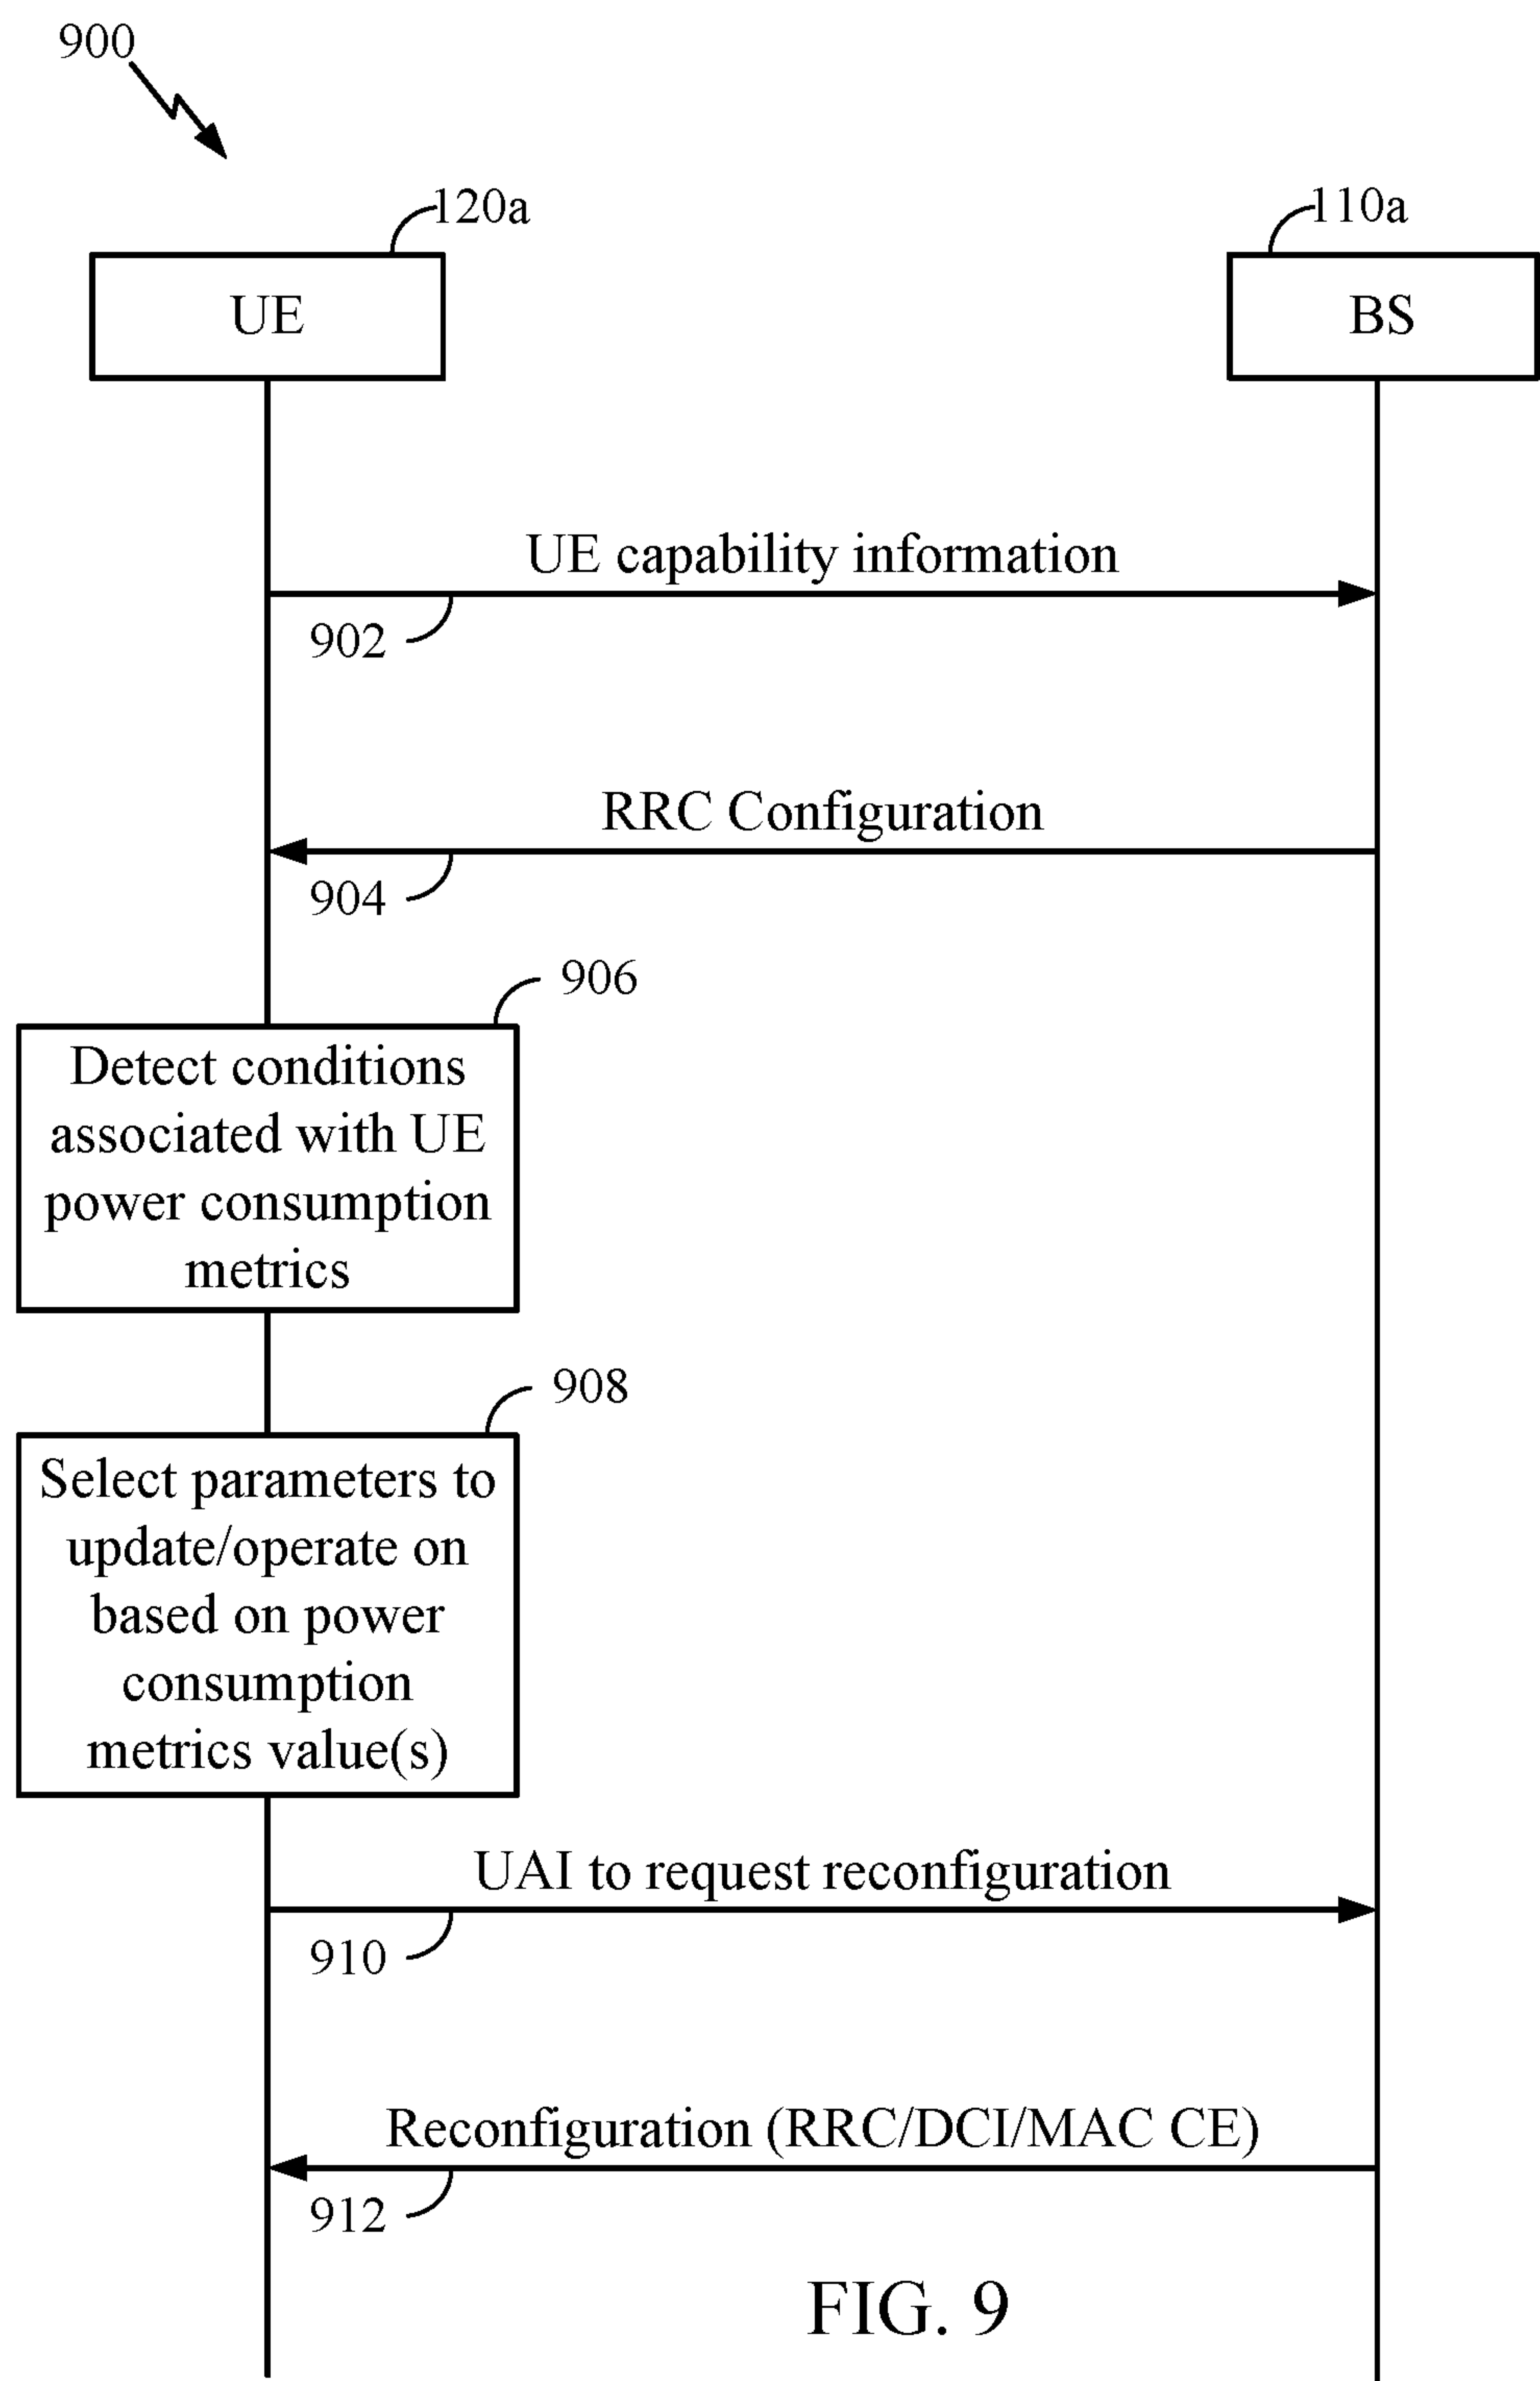 900
120a
110a
UE
BS
UE capability information
902
RRC Configuration
904
906
Detect conditions
associated with UE
power consumption
metrics
908
Select parameters to
update/operate on
based on power
consumption
metrics value(s)
UAI to request reconfiguration
910
Reconfiguration (RRC/DCI/MAC CE)
912
FIG. 9